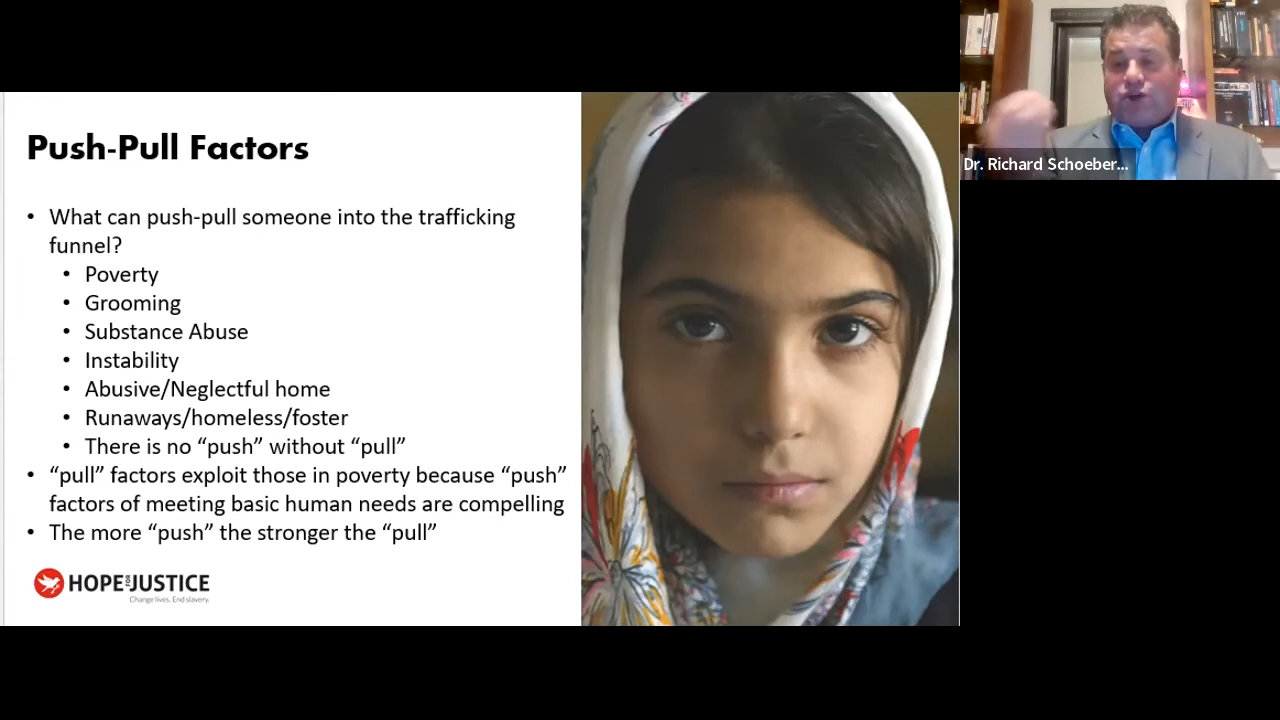 Push-Pull Factors
• What can push-pull someone into the trafficking
funnel?
• Poverty
• Grooming
• Substance Abuse
• Instability
• Abusive/Neglectful home
• Runaways/homeless/foster
• There is no “push” without “pull”
• “pull” factors exploit those in poverty because “push”
factors of meeting basic human needs are compelling
• The more “push” the stronger the “pull”
HOPE FOR JUSTICE
Change lives. End slavery.
Dr. Richard Schoeber...